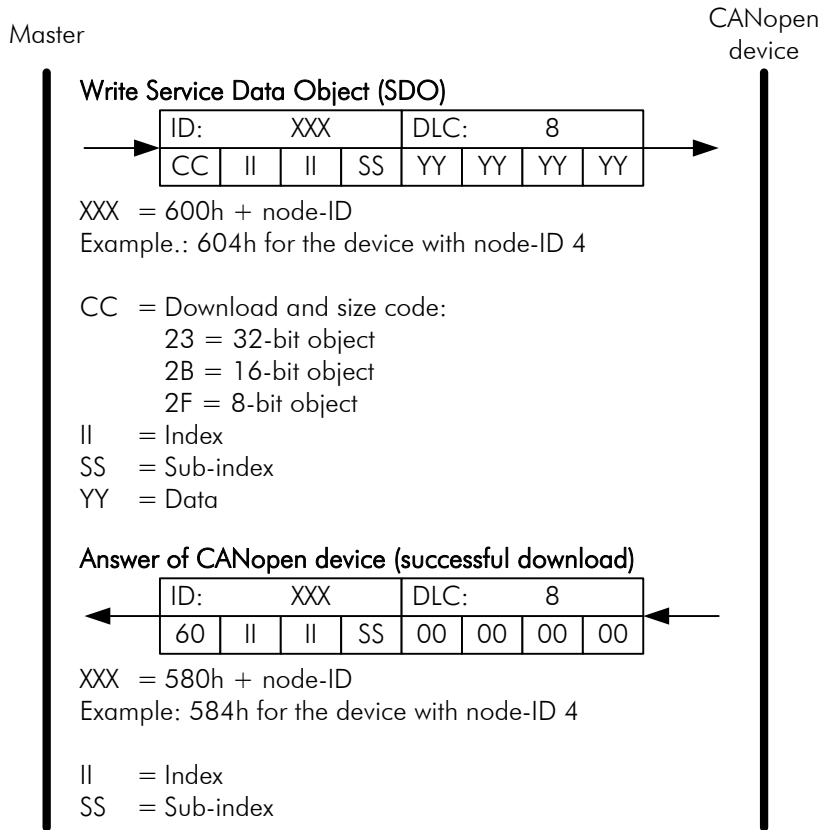 Master
CANopen
device
Write Service Data Object (SDO)
ID: XXX DLC: 8
CC II II SS YY YY YY YY
XXX = 600h + node-ID
Example.: 604h for the device with node-ID 4
CC = Download and size code:
23 = 32-bit object
2B = 16-bit object
2F = 8-bit object
II = Index
SS = Sub-index
YY = Data
Answer of CANopen device (successful download)
ID: XXX DLC: 8
60 II II SS 00 00 00 00
XXX = 580h + node-ID
Example: 584h for the device with node-ID 4
II = Index
SS = Sub-index